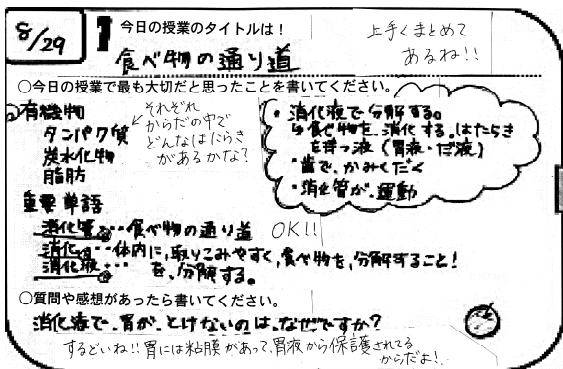 8/29
1 今日の授業のタイトルは！
食べ物の通り道
上手くまとめて
あるね!!
○今日の授業で最も大切だと思ったことを書いてください。
有機物
タンパク質
炭水化物
脂肪
それぞれ
からだの中で
どんなはたらき
があるかな？
・消化液で分解する。
↳食べ物を消化する。はたらき
を持つ液（胃液・だ液）
・歯で、かみくだく
・消化管が、運動
重要単語
消化管…食べ物の通り道 OK!!
消化…体内に、取りこみやすく、食べ物を、分解すること！
消化液…を、分解する。
○質問や感想があったら書いてください。
消化液で、胃が、とけないのは、なぜですか？
するどいね!! 胃には粘膜があって、胃液から保護されてる
からだよ！